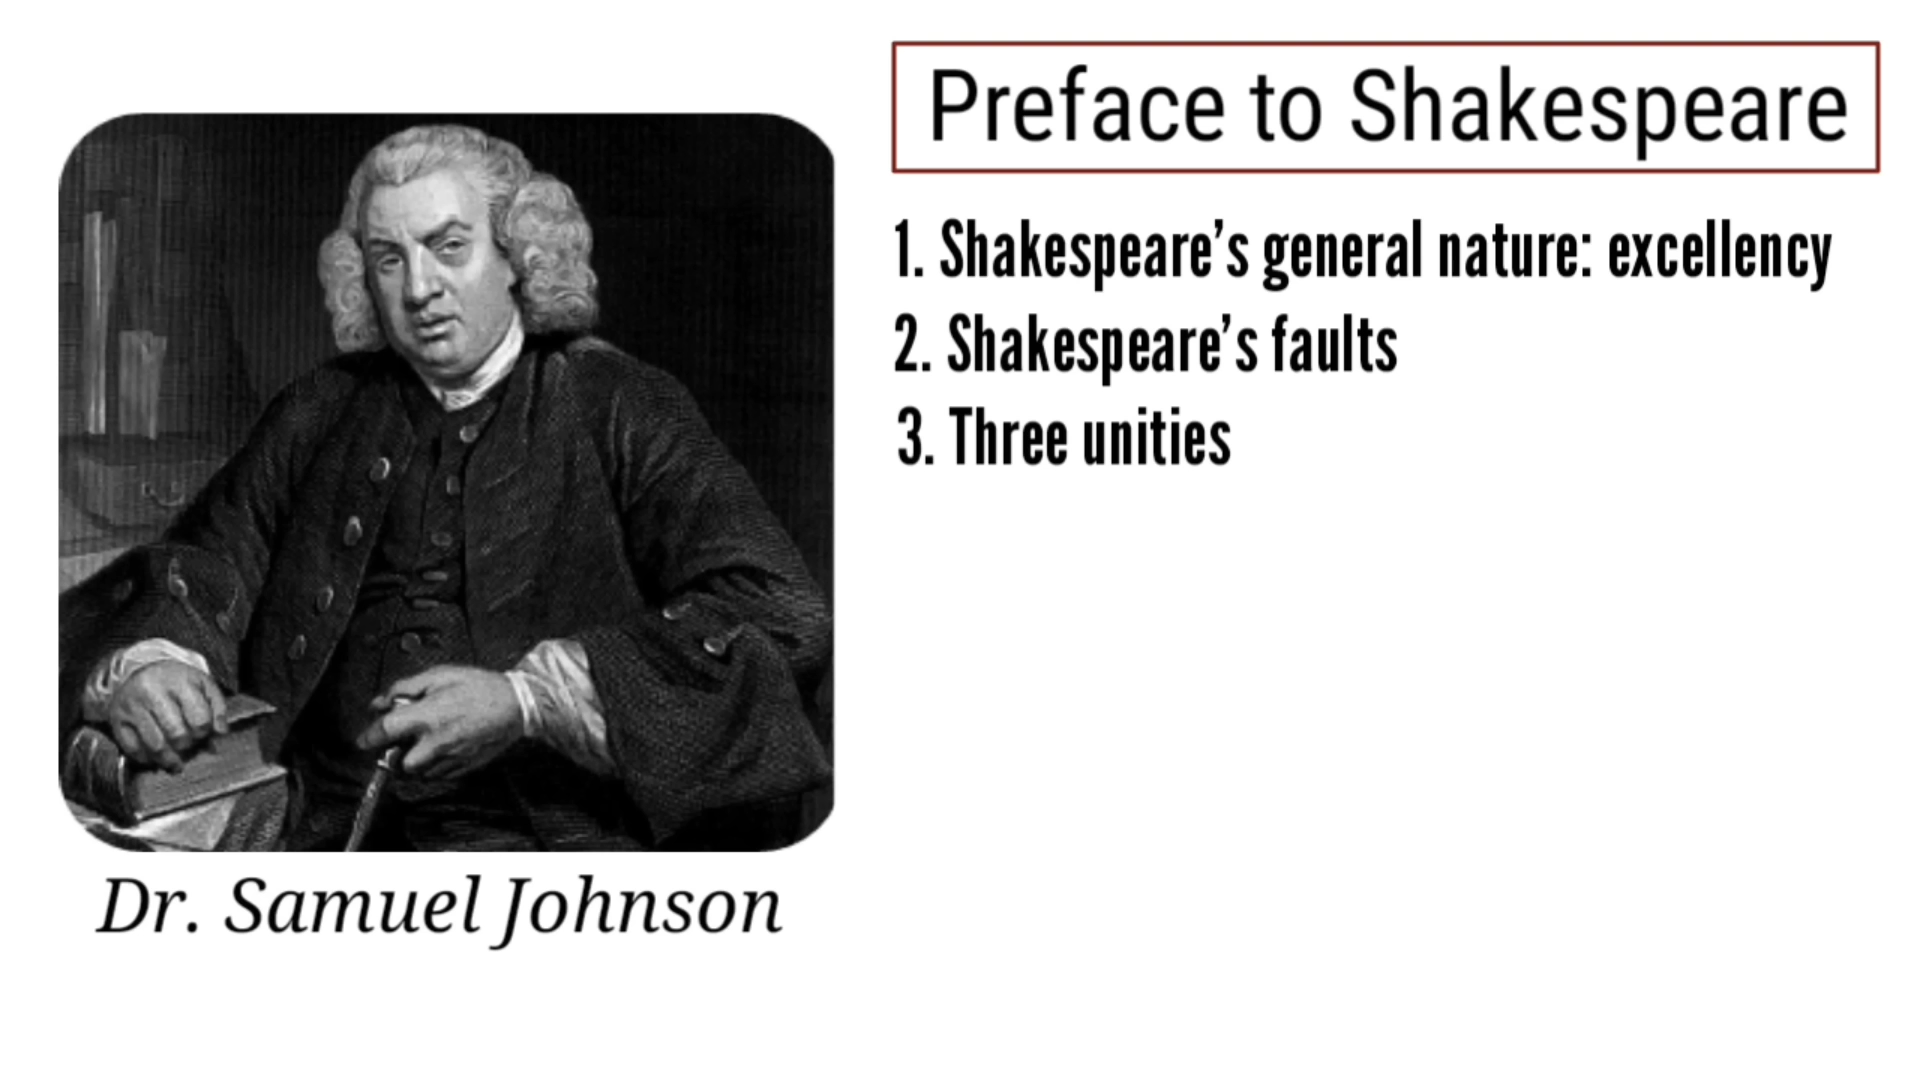 Preface to Shakespeare
1. Shakespeare's general nature: excellency
2. Shakespeare's faults
3. Three unities
Dr. Samuel Johnson